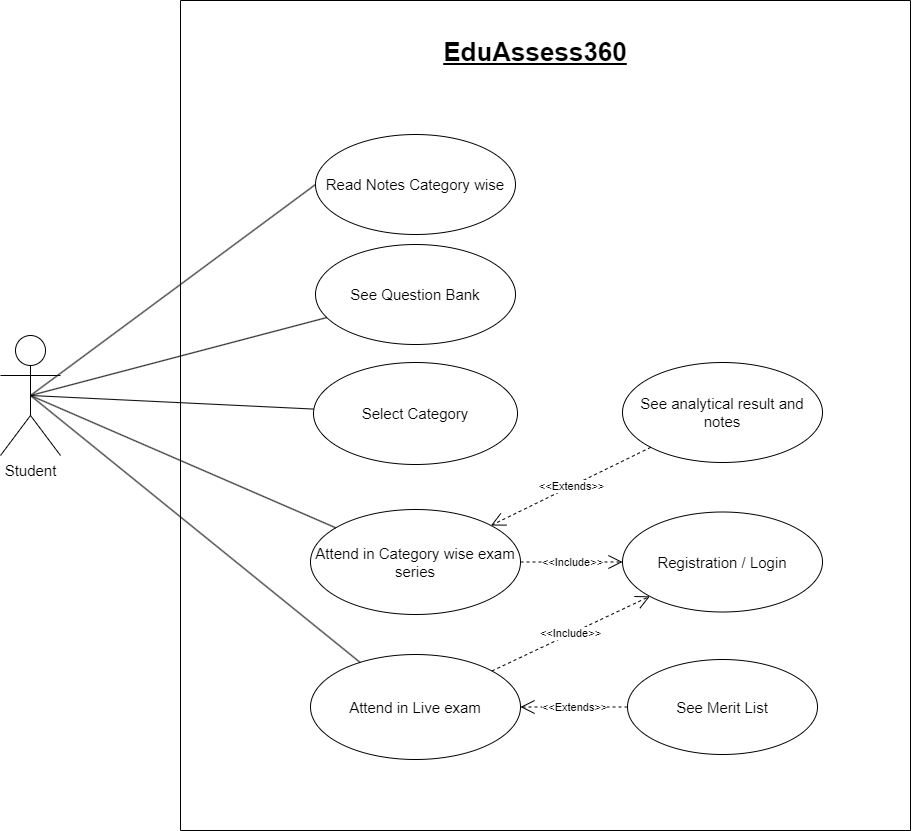 EduAssess360
Read Notes Category wise
See Question Bank
Select Category
See analytical result and
notes
Student
<<Extends>>
Attend in Category wise exam
series
<<Include>>
Registration / Login
<<Include>>
Attend in Live exam
<<Extends>>
See Merit List